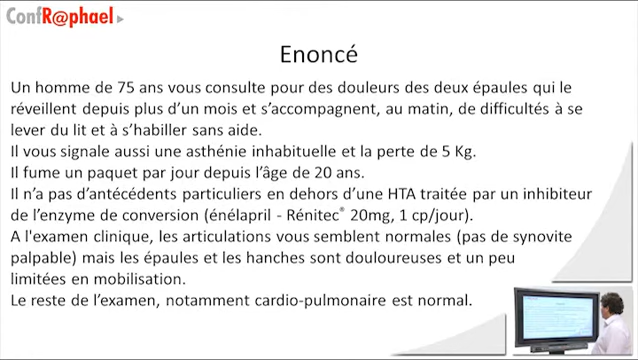 ConfR@phael
Enoncé
Un homme de 75 ans vous consulte pour des douleurs des deux épaules qui le
réveillent depuis plus d'un mois et s'accompagnent, au matin, de difficultés à se
lever du lit et à s'habiller sans aide.
Il vous signale aussi une asthénie inhabituelle et la perte de 5 Kg.
Il fume un paquet par jour depuis l'âge de 20 ans.
Il n'a pas d'antécédents particuliers en dehors d'une HTA traitée par un inhibiteur
de l'enzyme de conversion (énélapril - Rénitec® 20mg, 1 cp/jour).
A l'examen clinique, les articulations vous semblent normales (pas de synovite
palpable) mais les épaules et les hanches sont douloureuses et un peu
limitées en mobilisation.
Le reste de l'examen, notamment cardio-pulmonaire est normal.